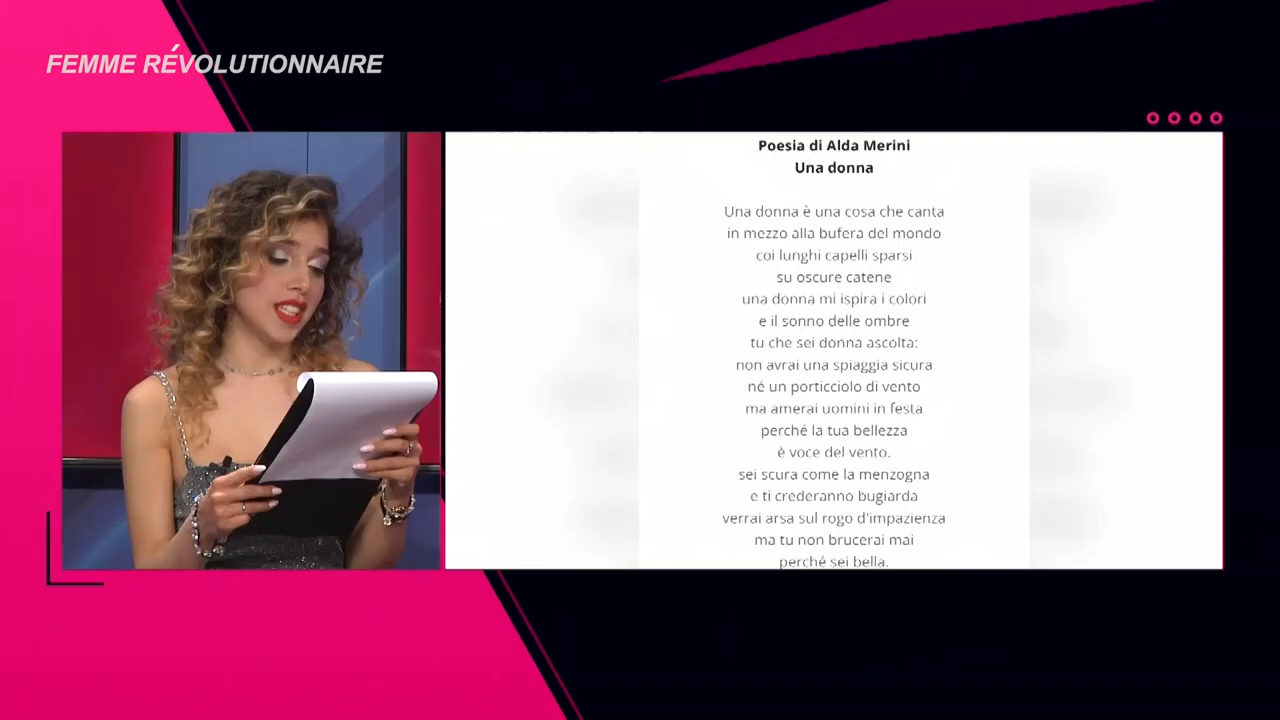 FEMME RÉVOLUTIONNAIRE
Poesia di Alda Merini
Una donna
Una donna è una cosa che canta
in mezzo alla bufera del mondo
coi lunghi capelli sparsi
su oscure catene
una donna mi ispira i colori
e il sonno delle ombre
tu che sei donna ascolta:
non avrai una spiaggia sicura
né un porticciolo di vento
ma amerai uomini in festa
perché la tua bellezza
è voce del vento.
sei scura come la menzogna
e ti crederanno bugiarda
verrai arsa sul rogo d'impazienza
ma tu non brucerai mai
perché sei bella.